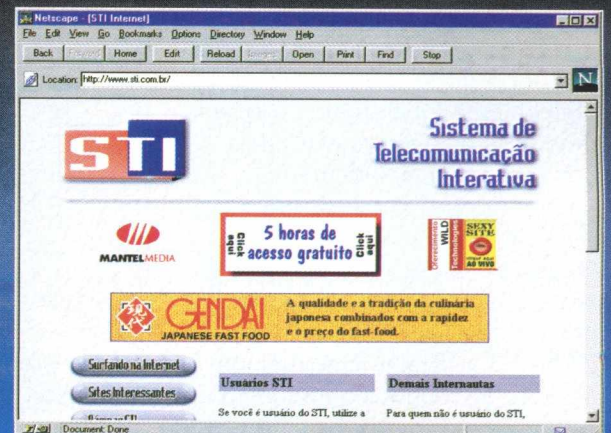 Netscape - [STI Internet]
File Edit View Go Bookmarks Options Directory Window Help
Back Forward Home Edit Reload Images Open Print Find Stop
Location: http://www.sti.com.br/
N
STI
Sistema de
Telecomunicação
Interativa
MANTELMEDIA
Click aqui
5 horas de
acesso gratuito
Click aqui
Oferecimento
WILD
Technologies
SEXY
SITE
AO VIVO
現代
GENDAI
JAPANESE FAST FOOD
A qualidade e a tradição da culinária
japonesa combinados com a rapidez
e o preço do fast-food.
Surfando na Internet
Sites Interessantes
Usuários STI
Demais Internautas
Se você é usuário do STI, utilize a
Para quem não é usuário do STI,
Document: Done